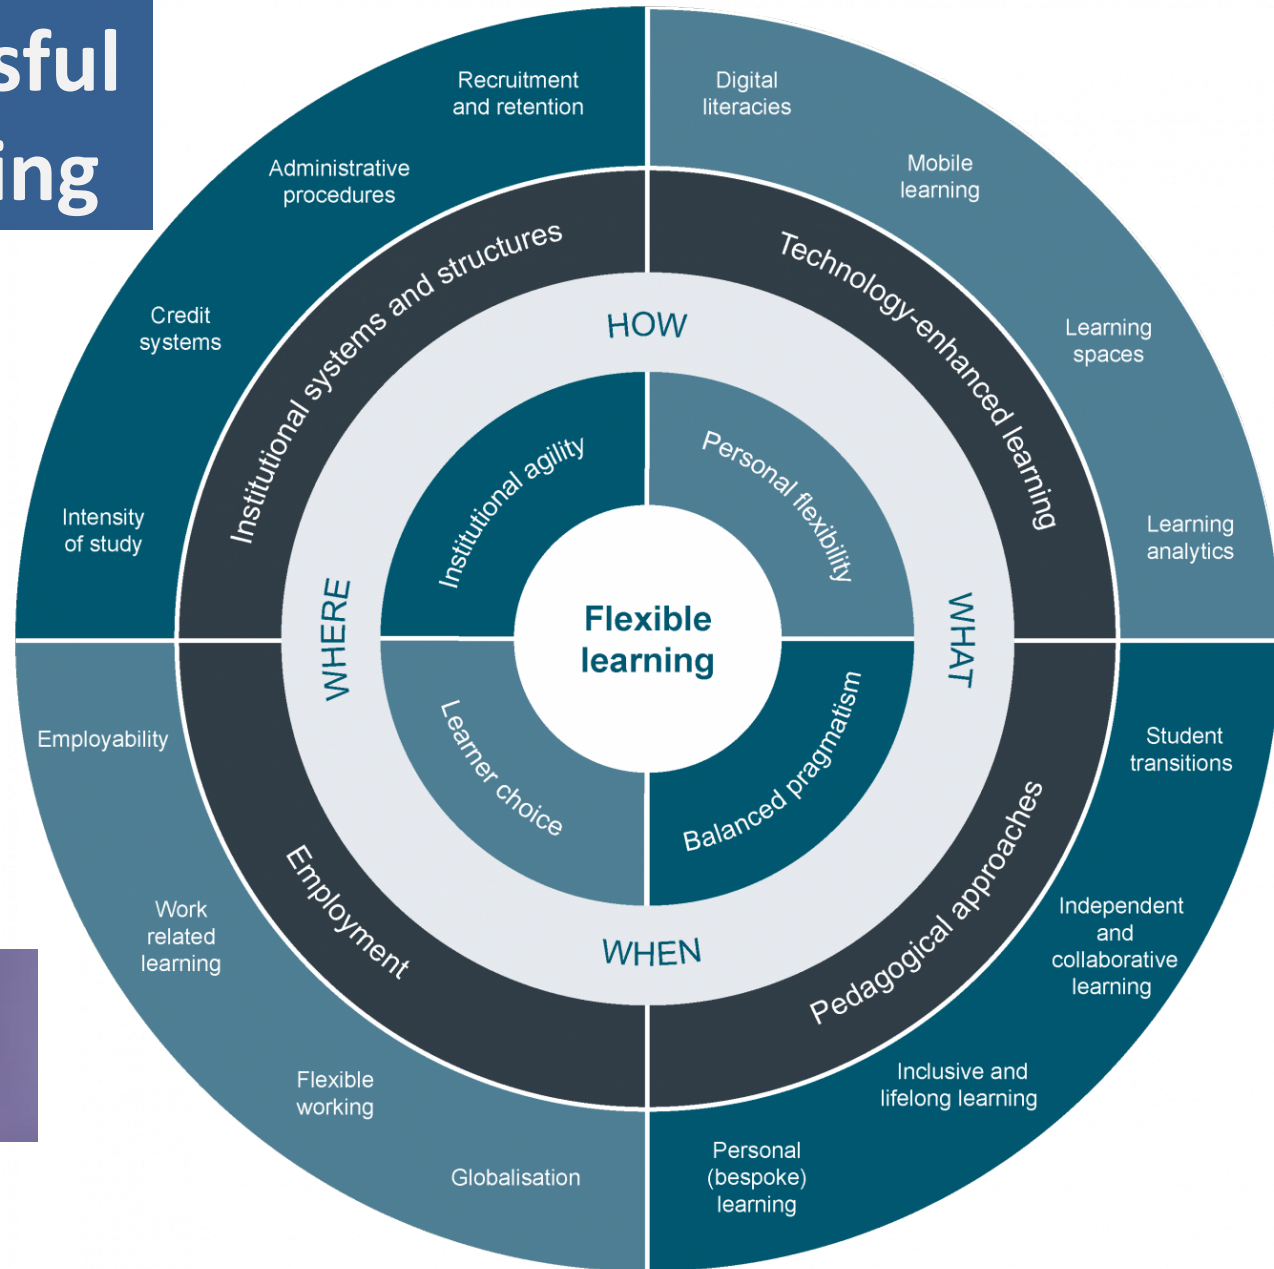 sful
ing
Recruitment
and retention
Administrative
procedures
Credit
systems
Intensity
of study
Digital
literacies
Mobile
learning
Learning
spaces
Learning
analytics
Institutional systems and structures
Technology-enhanced learning
HOW
WHERE
WHAT
WHEN
Institutional agility
Personal flexibility
Flexible
learning
Learner choice
Balanced pragmatism
Employment
Pedagogical approaches
Employability
Work
related
learning
Flexible
working
Globalisation
Student
transitions
Independent
and
collaborative
learning
Inclusive and
lifelong learning
Personal
(bespoke)
learning